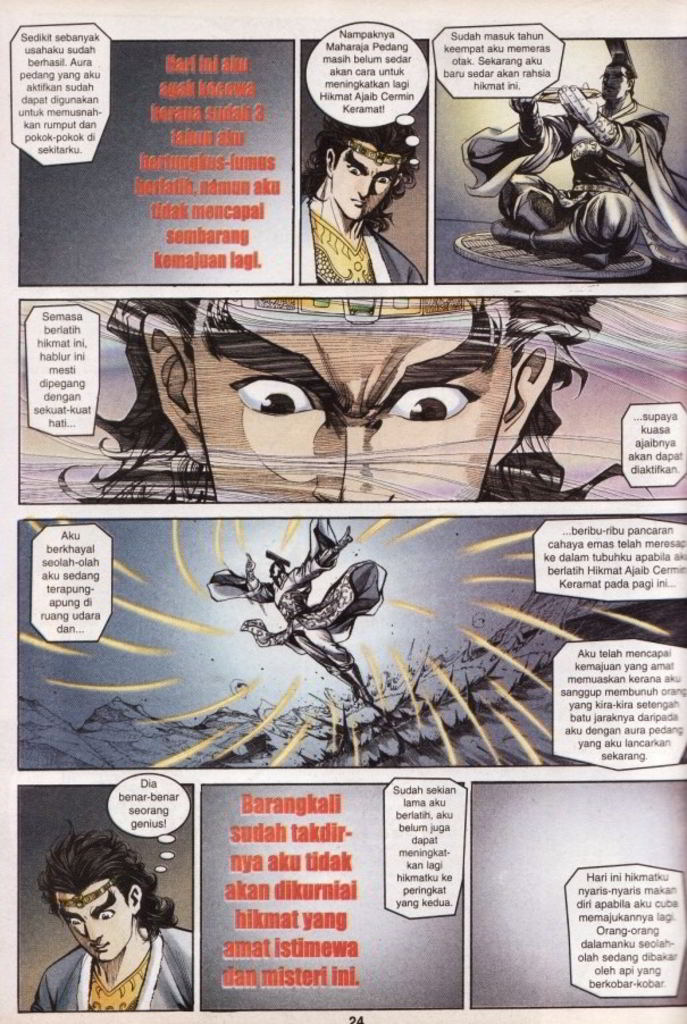 Sedikit sebanyak
usahaku sudah
berhasil. Aura
pedang yang aku
aktifkan sudah
dapat digunakan
untuk memusnah-
kan rumput dan
pokok-pokok di
sekitarku.
Hari ini aku
agak kecewa
kerana sudah 3
tahun aku
bertungkus-lumus
berlatih, namun aku
tidak mencapai
sembarang
kemajuan lagi.
Nampaknya
Maharaja Pedang
masih belum sedar
akan cara untuk
meningkatkan lagi
Hikmat Ajaib Cermin
Keramat!
Sudah masuk tahun
keempat aku memeras
otak. Sekarang aku
baru sedar akan rahsia
hikmat ini.
Semasa
berlatih
hikmat ini,
hablur ini
mesti
dipegang
dengan
sekuat-kuat
hati...
...supaya
kuasa
ajaibnya
akan dapat
diaktifkan.
Aku
berkhayal
seolah-olah
aku sedang
terapung-
apung di
ruang udara
dan...
...beribu-ribu pancaran
cahaya emas telah meresap
ke dalam tubuhku apabila aku
berlatih Hikmat Ajaib Cermin
Keramat pada pagi ini...
Aku telah mencapai
kemajuan yang amat
memuaskan kerana aku
sanggup membunuh orang
yang kira-kira setengah
batu jaraknya daripada
aku dengan aura pedang
yang aku lancarkan
sekarang.
Dia
benar-benar
seorang
genius!
Barangkali
sudah takdir-
nya aku tidak
akan dikurniai
hikmat yang
amat istimewa
dan misteri ini.
Sudah sekian
lama aku
berlatih, aku
belum juga
dapat
meningkat-
kan lagi
hikmatku ke
peringkat
yang kedua.
Hari ini hikmatku
nyaris-nyaris makan
diri apabila aku cuba
memajukannya lagi.
Orang-orang
dalamanku seolah-
olah sedang dibakar
oleh api yang
berkobar-kobar.
24